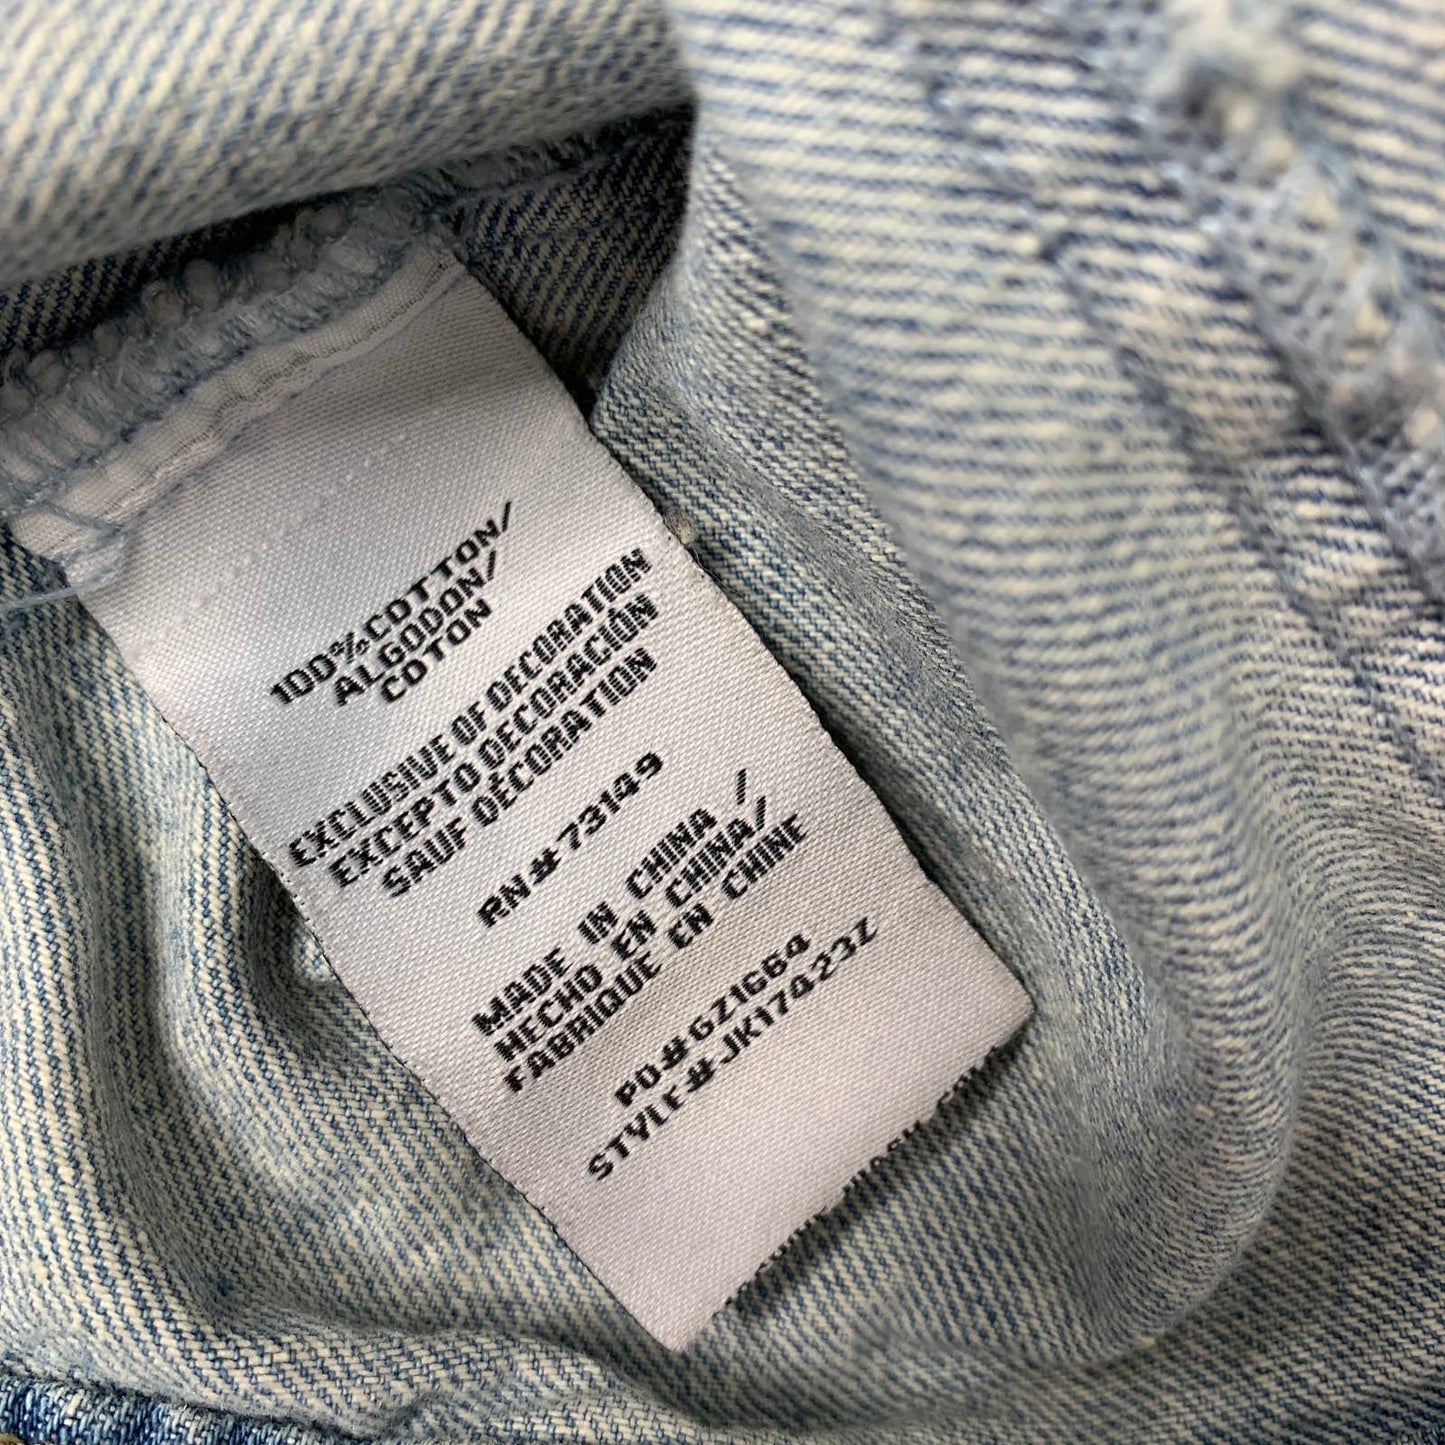 100% COTTON/
ALGODON/
COTON
EXCLUSIVE OF DECORATION
EXCEPTO DECORACIÓN
SAUF DÉCORATION
RN# 73149
MADE IN CHINA /
HECHO EN CHINA/
FABRIQUE EN CHINE
PO#GZ1664
STYLE#JK17423Z